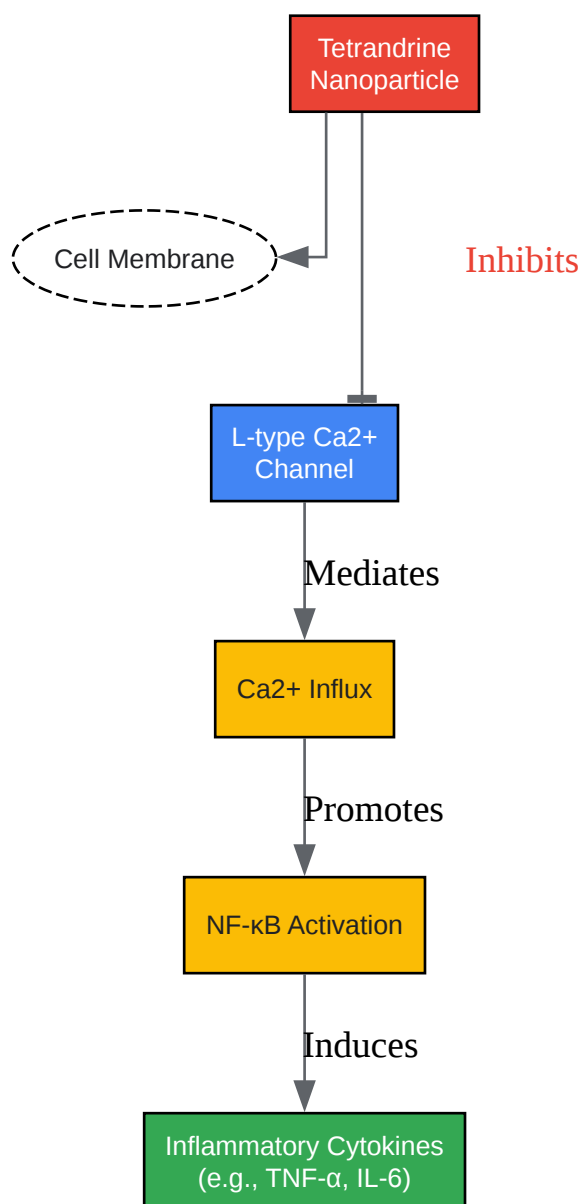 Tetrandrine
Nanoparticle
Cell Membrane
Inhibits
L-type Ca2+
Channel
Mediates
Ca2+ Influx
Promotes
NF-κB Activation
Induces
Inflammatory Cytokines
(e.g., TNF-α, IL-6)